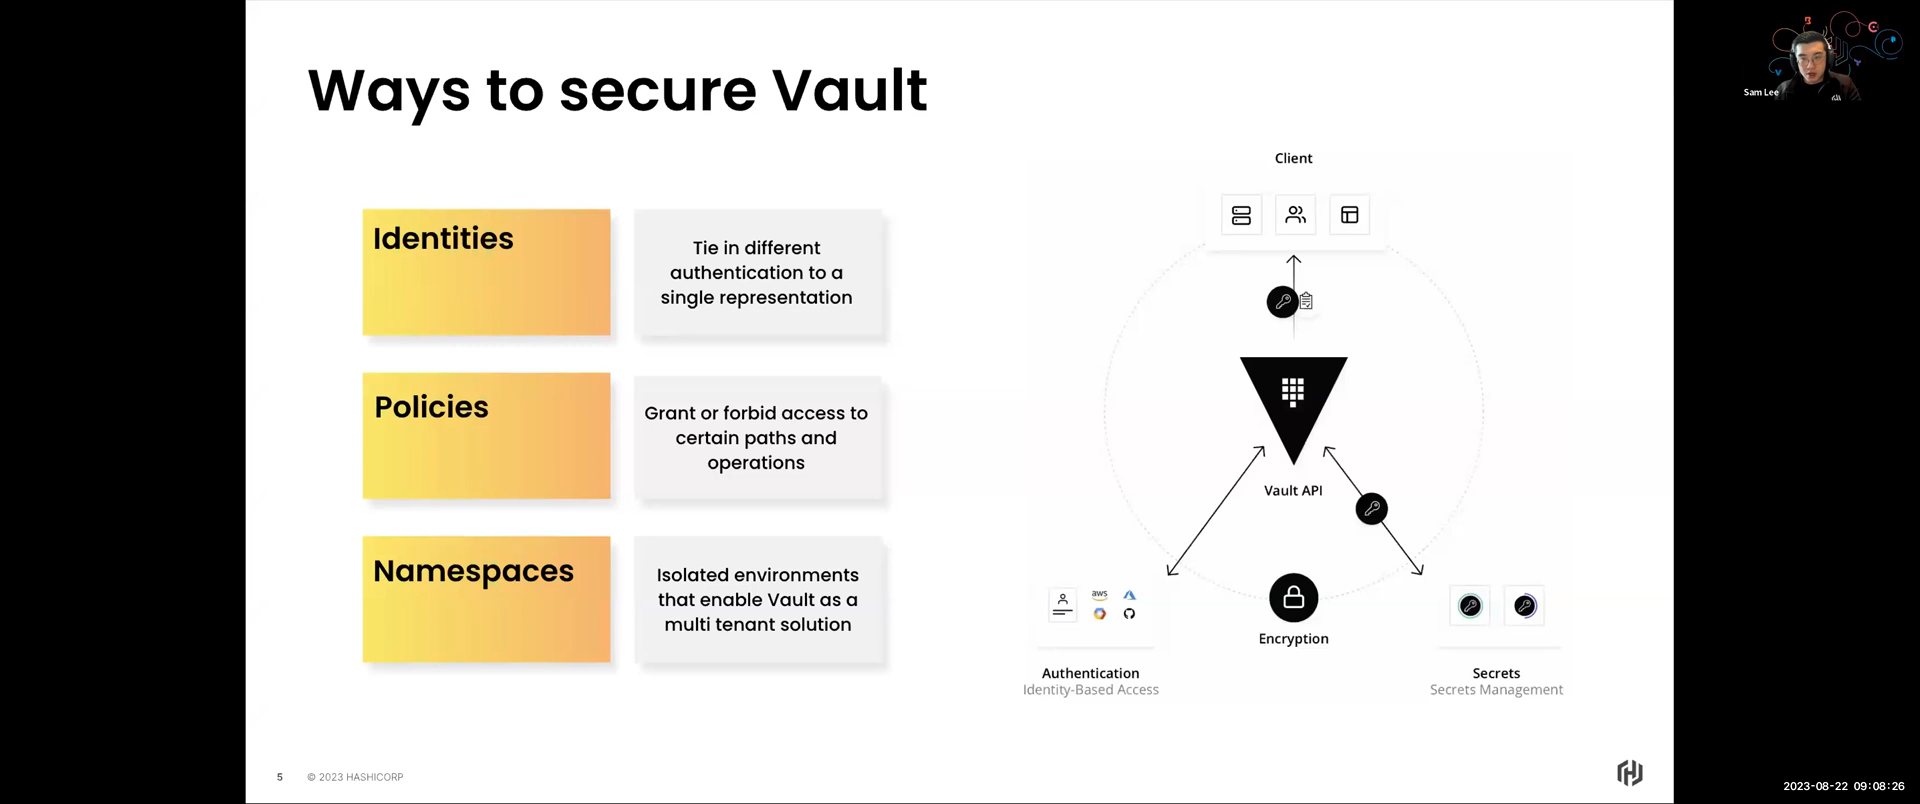 Ways to secure Vault
Identities
Tie in different
authentication to a
single representation
Policies
Grant or forbid access to
certain paths and
operations
Namespaces
Isolated environments
that enable Vault as a
multi tenant solution
Client
Vault API
aws
Encryption
Authentication
Identity-Based Access
Secrets
Secrets Management
5
© 2023 HASHICORP
Sam Lee
2023-08-22 09:08:26